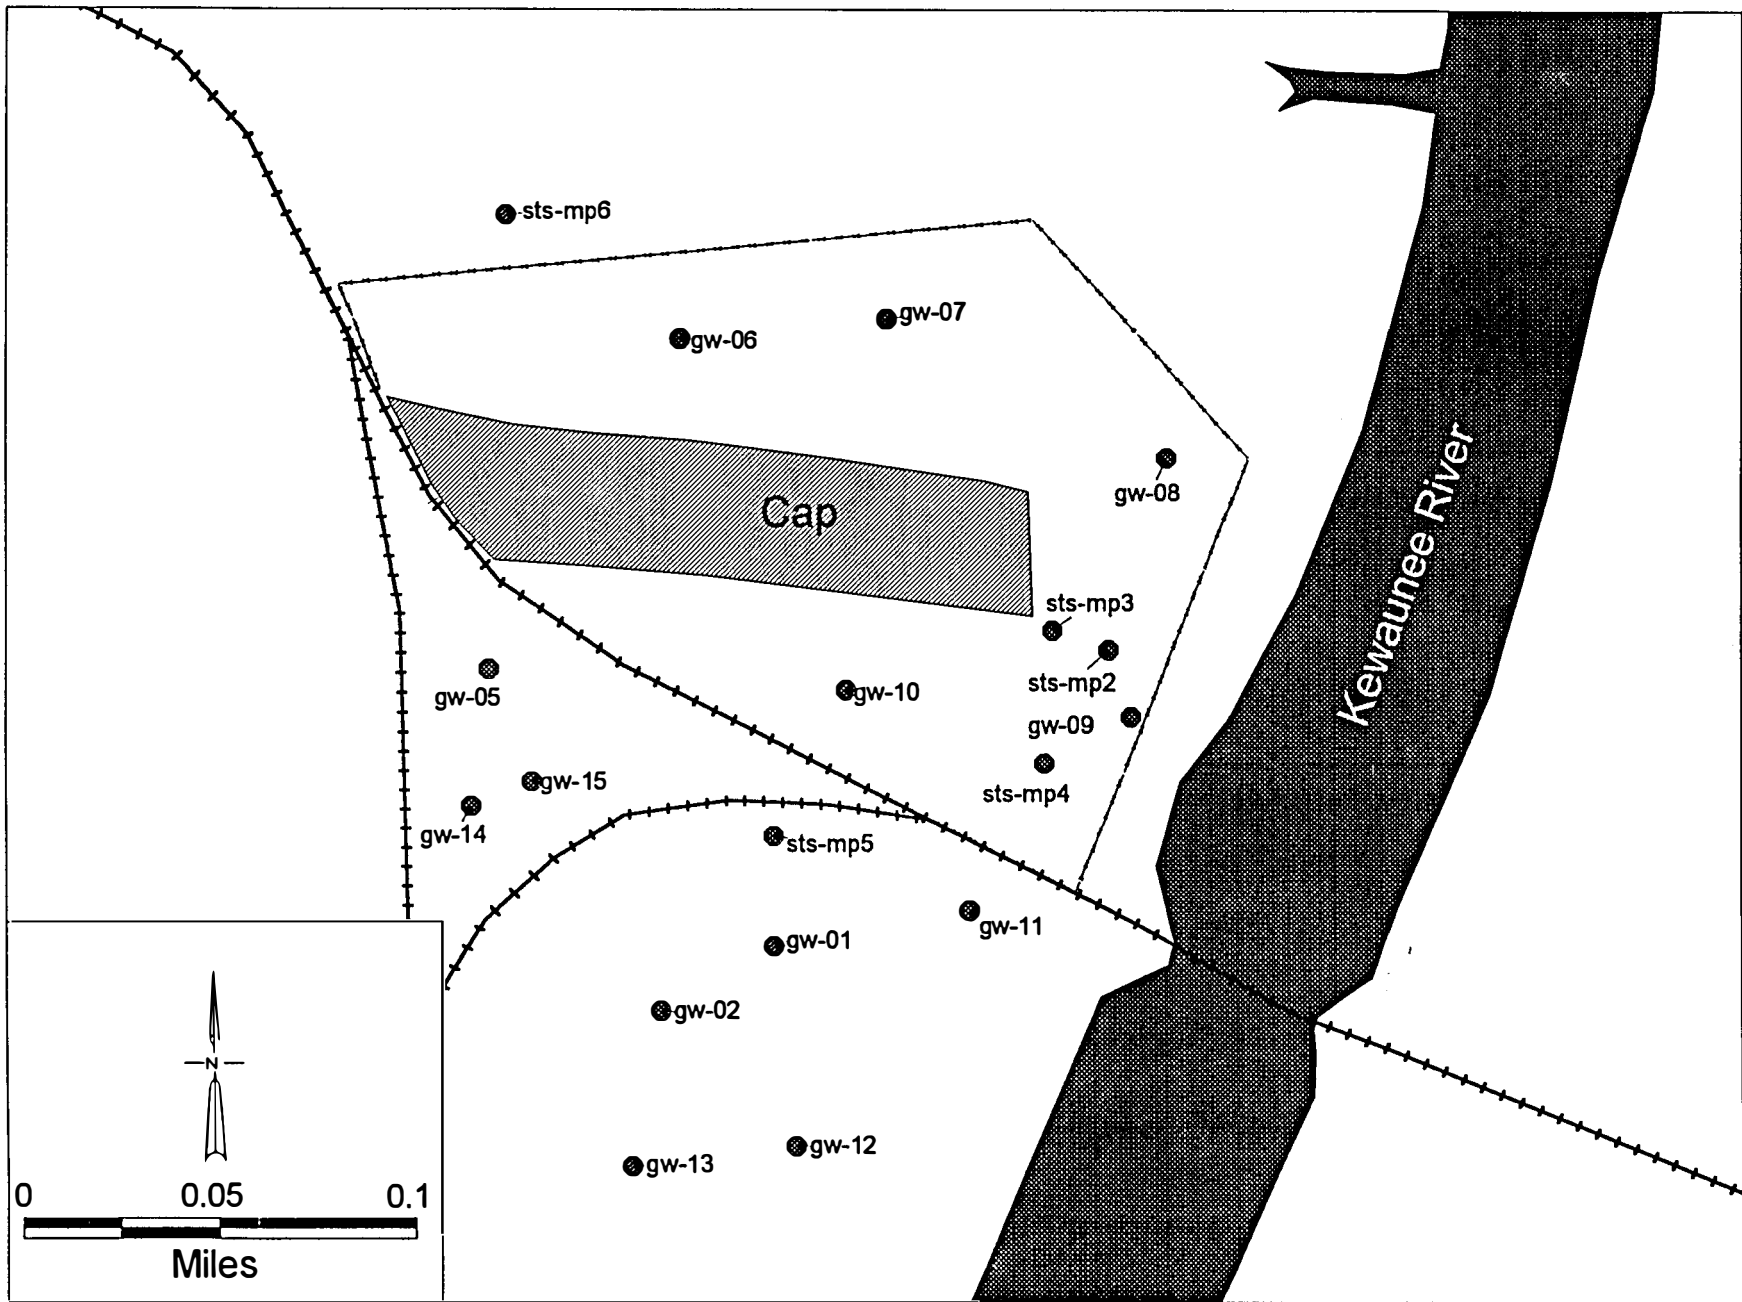 sts-mp6
gw-07
gw-06
Cap
gw-08
Kewaunee River
sts-mp3
sts-mp2
gw-05
gw-10
gw-09
gw-15
sts-mp4
gw-14
sts-mp5
gw-11
gw-01
gw-02
N
gw-12
gw-13
0 0.05 0.1
Miles